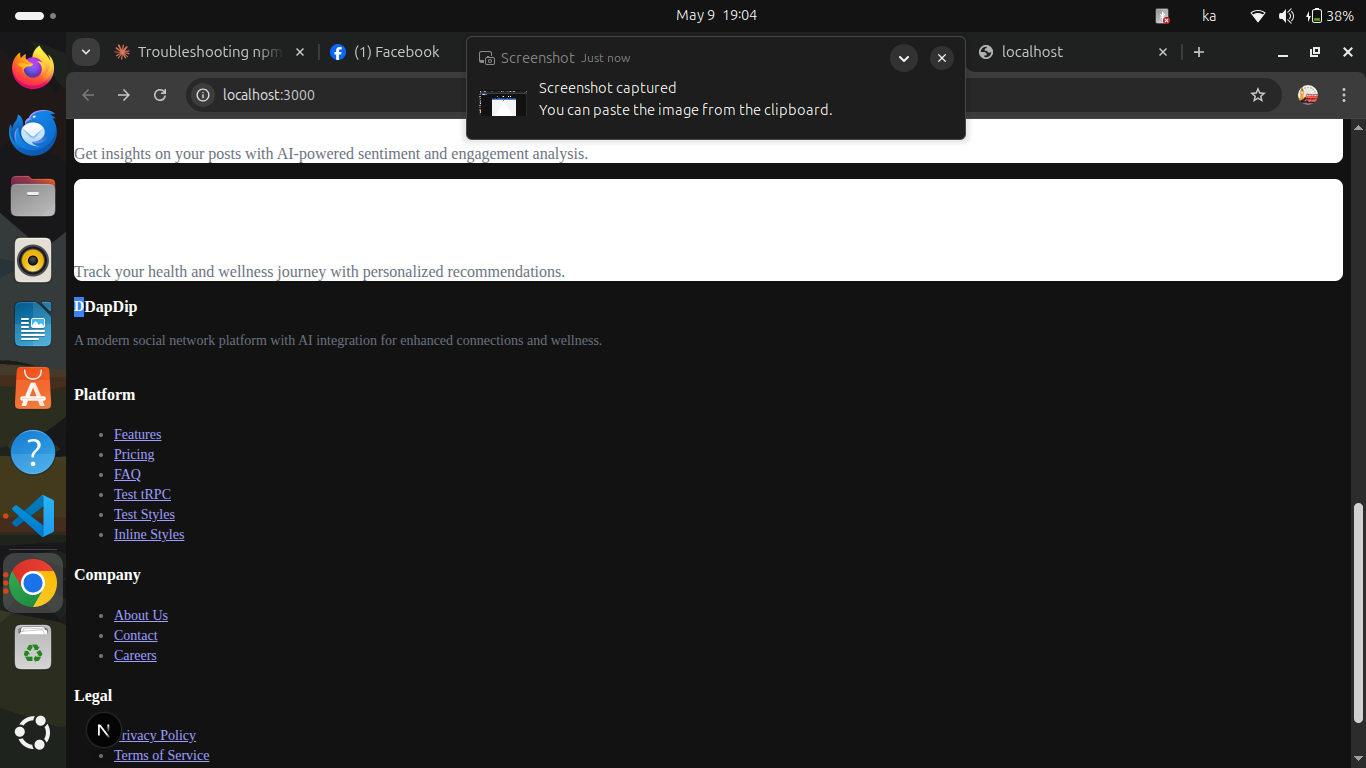 May 9 19:04
ka
38%
Troubleshooting npm
(1) Facebook
localhost
localhost:3000
Screenshot Just now
Screenshot captured
You can paste the image from the clipboard.
Get insights on your posts with AI-powered sentiment and engagement analysis.
Track your health and wellness journey with personalized recommendations.
DDapDip
A modern social network platform with AI integration for enhanced connections and wellness.
Platform
Features
Pricing
FAQ
Test tRPC
Test Styles
Inline Styles
Company
About Us
Contact
Careers
Legal
N
rivacy Policy
Terms of Service